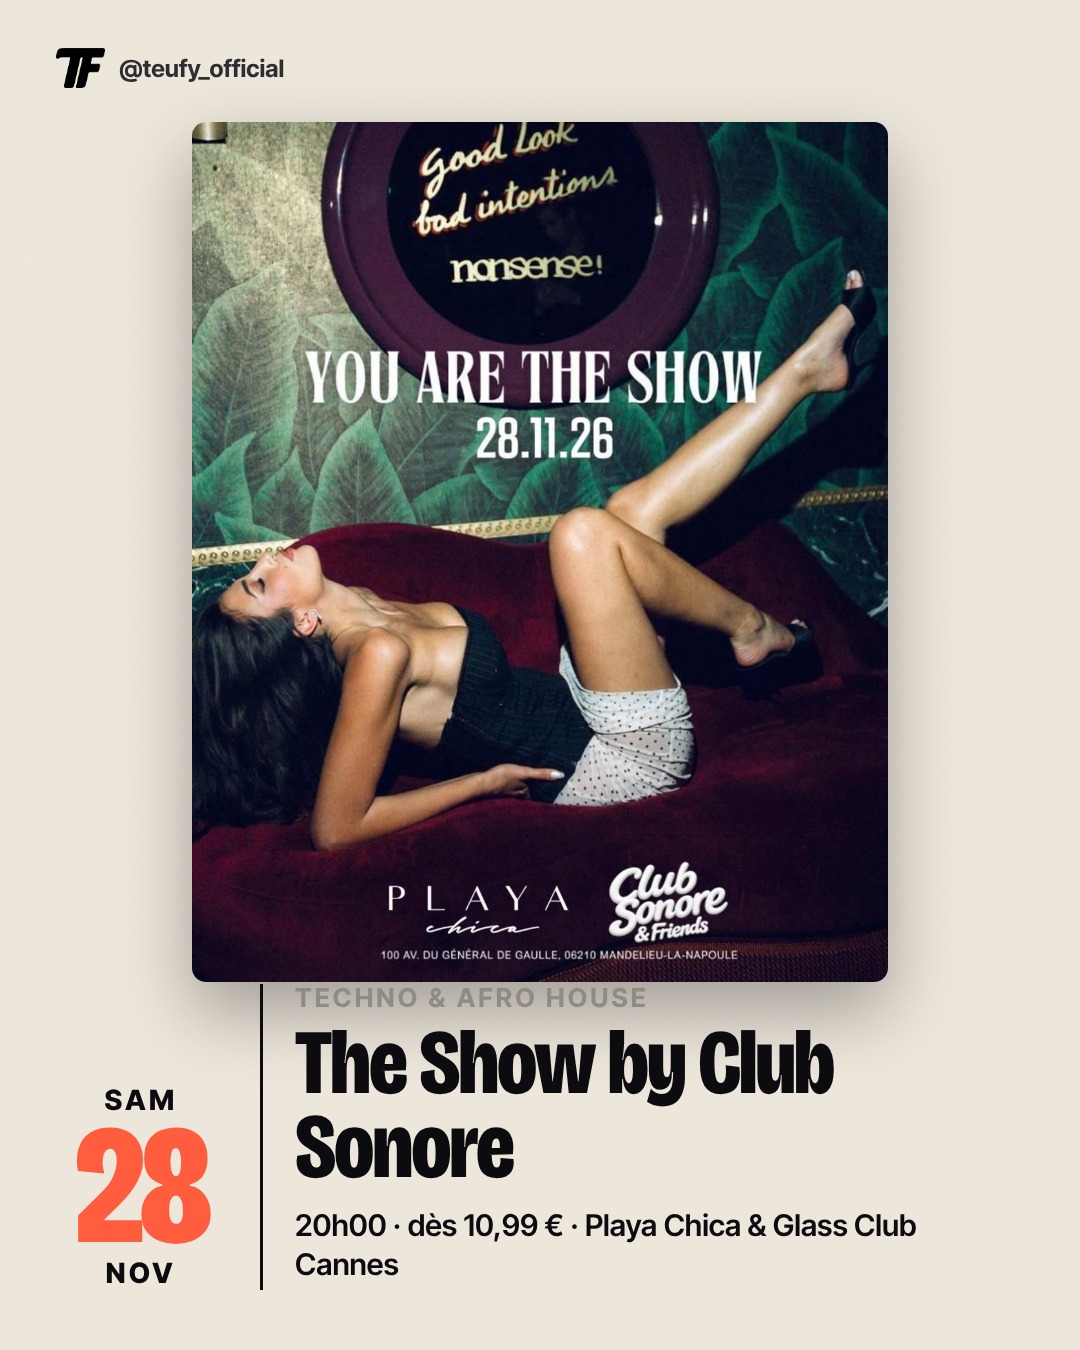 TF @teufy_official
Good Look
bad intentions
nonsense!
YOU ARE THE SHOW
28.11.26
PLAYA
chica
Club
Sonore
& Friends
100 AV. DU GÉNÉRAL DE GAULLE, 06210 MANDELIEU-LA-NAPOULE
TECHNO & AFRO HOUSE
The Show by Club
Sonore
SAM
28
NOV
20h00 · dès 10,99 € · Playa Chica & Glass Club
Cannes